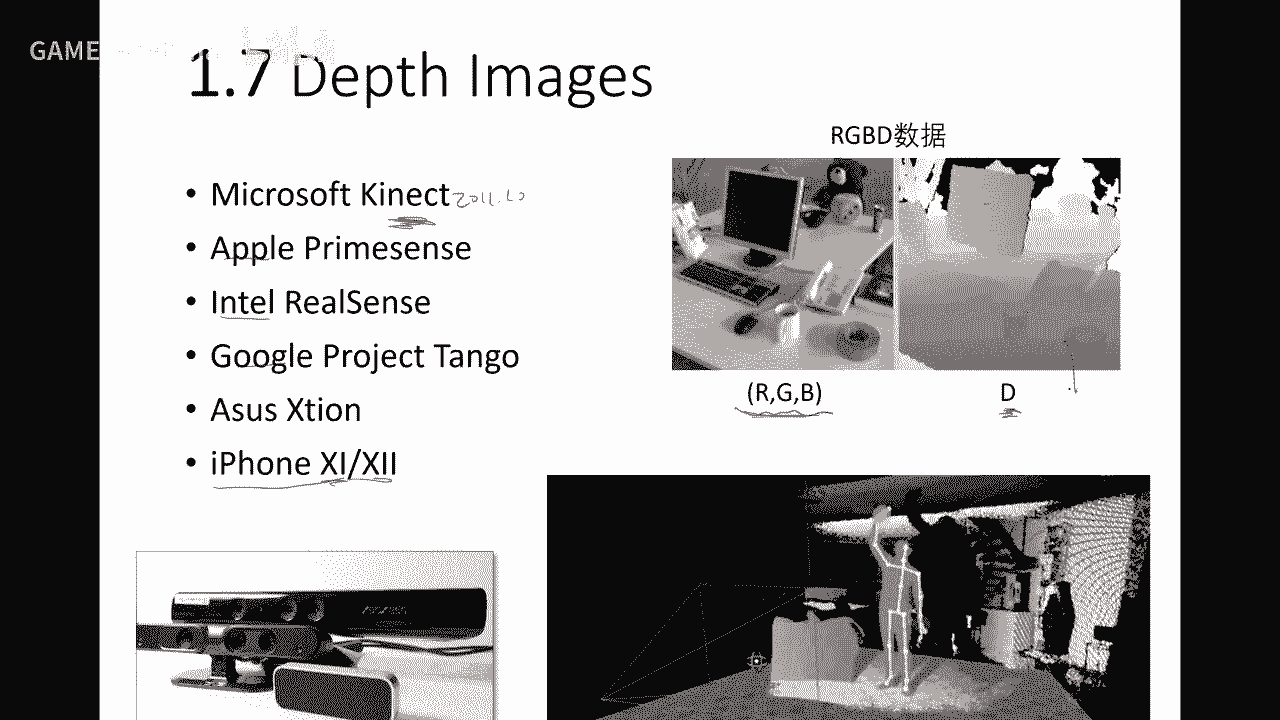 GAME
1.7 Depth Images
RGBD数据
• Microsoft Kinect
• Apple Primesense
• Intel RealSense
• Google Project Tango
• Asus Xtion
• iPhone XI/XII
(R,G,B)
D